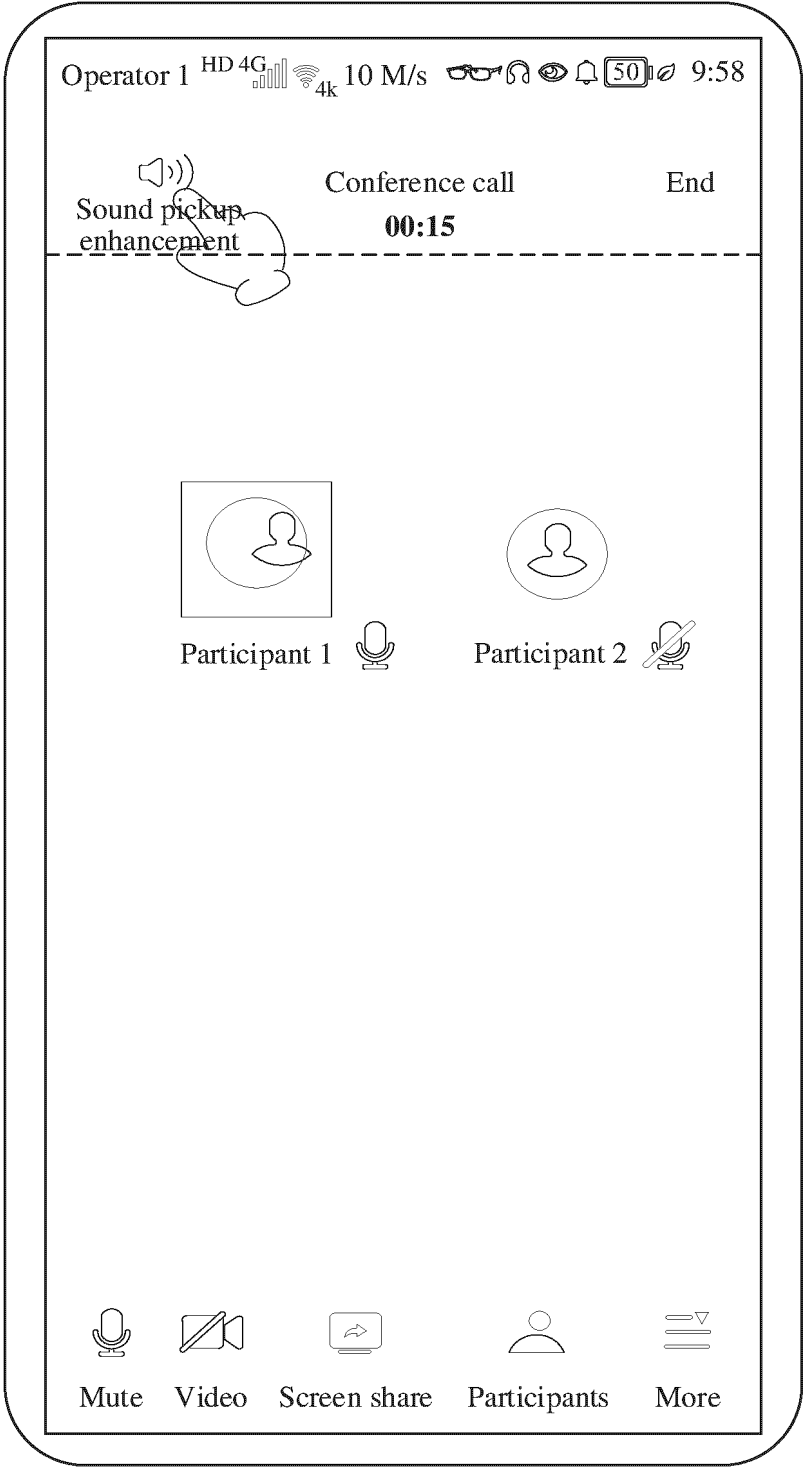 Operator 1 HD 4G 4k 10 M/s 50 9:58
Sound pickup
enhancement
Conference call
00:15
End
Participant 1
Participant 2
Mute Video Screen share Participants More